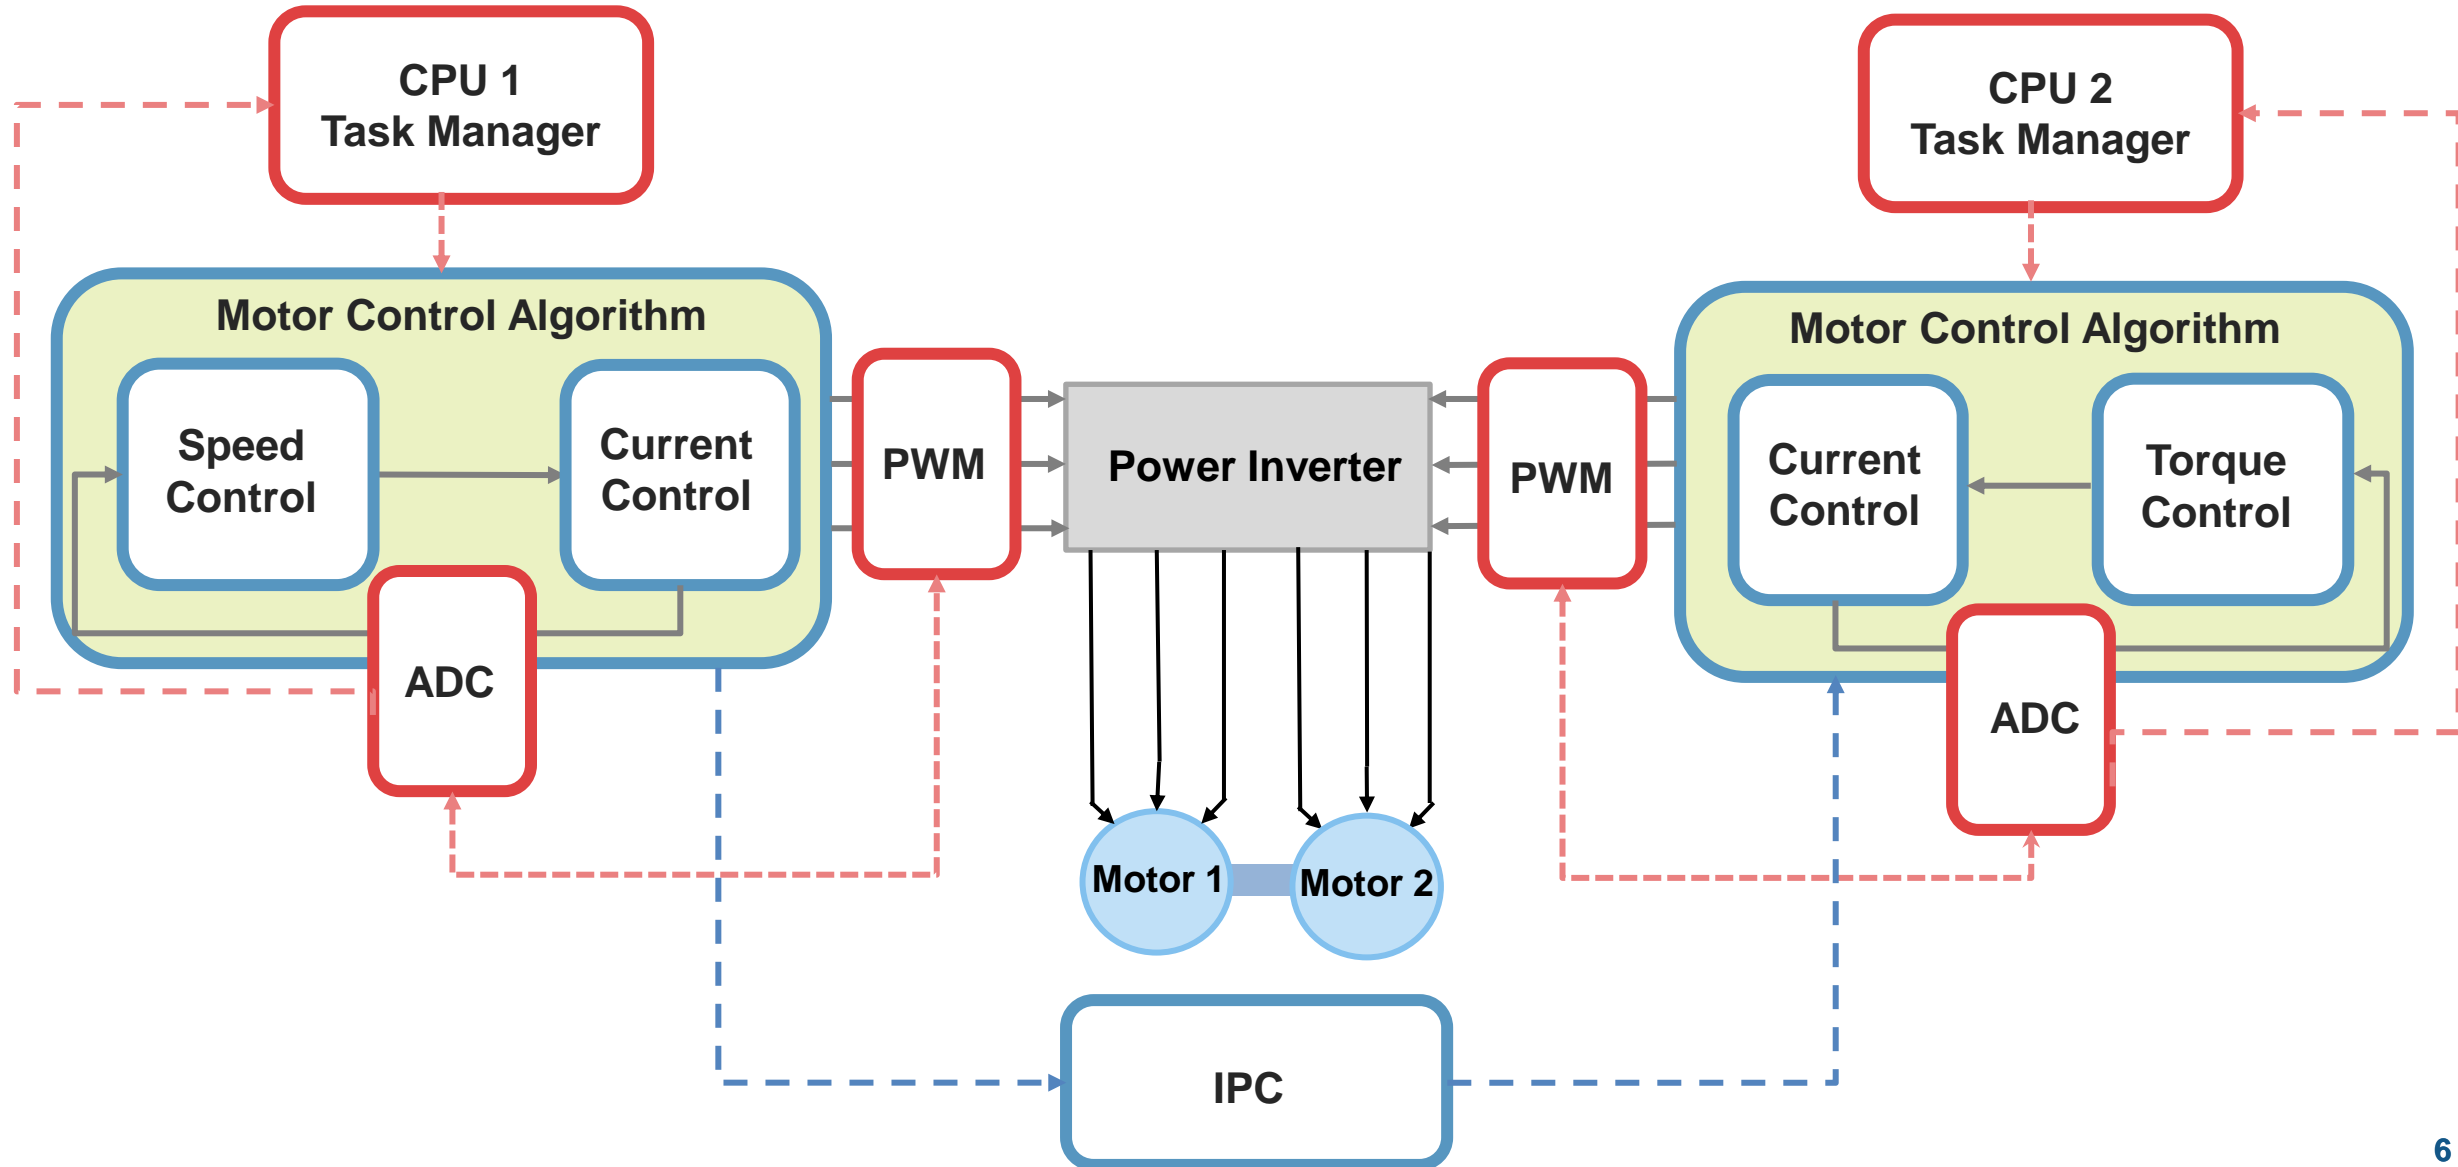 CPU 1
Task Manager
CPU 2
Task Manager
Motor Control Algorithm
Speed
Control
Current
Control
ADC
PWM
Power Inverter
PWM
Motor Control Algorithm
Current
Control
Torque
Control
ADC
Motor 1
Motor 2
IPC
6